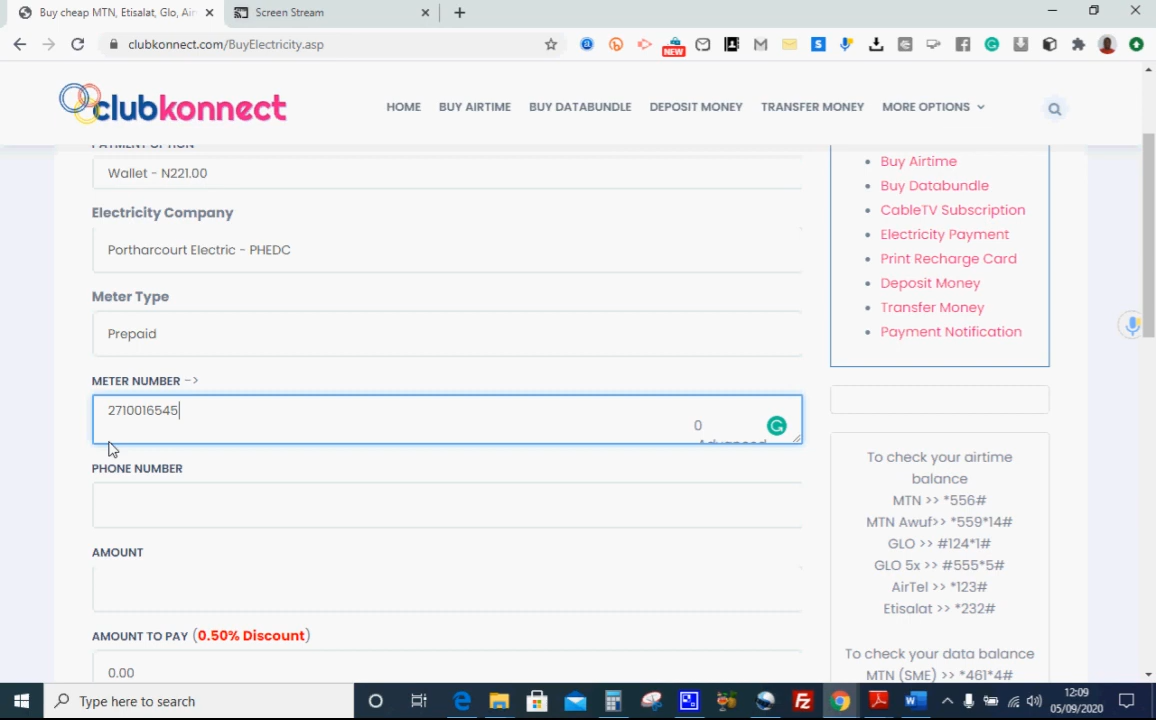 Buy cheap MTN, Etisalat, Glo, Air
Screen Stream
clubkonnect.com/BuyElectricity.asp
NEW
clubkonnect
HOME BUY AIRTIME BUY DATABUNDLE DEPOSIT MONEY TRANSFER MONEY MORE OPTIONS
PAYMENT OPTION
Wallet - N221.00
Electricity Company
Portharcourt Electric - PHEDC
Meter Type
Prepaid
METER NUMBER -->
2710016545
0
Advanced
PHONE NUMBER
AMOUNT
AMOUNT TO PAY (0.50% Discount)
0.00
Buy Airtime
Buy Databundle
CableTV Subscription
Electricity Payment
Print Recharge Card
Deposit Money
Transfer Money
Payment Notification
To check your airtime
balance
MTN >> *556#
MTN Awuf>> *559*14#
GLO >> #124*1#
GLO 5x >> #555*5#
AirTel >> *123#
Etisalat >> *232#
To check your data balance
MTN (SME) >> *461*4#
Type here to search
12:09
05/09/2020